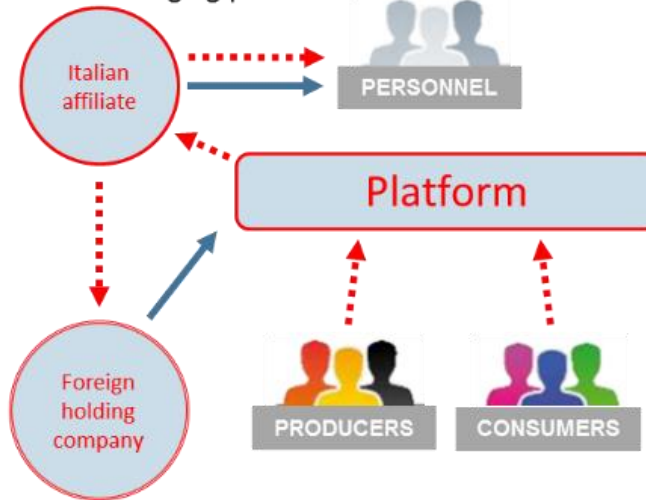 Italian
affiliate
PERSONNEL
Platform
Foreign
holding
company
PRODUCERS
CONSUMERS